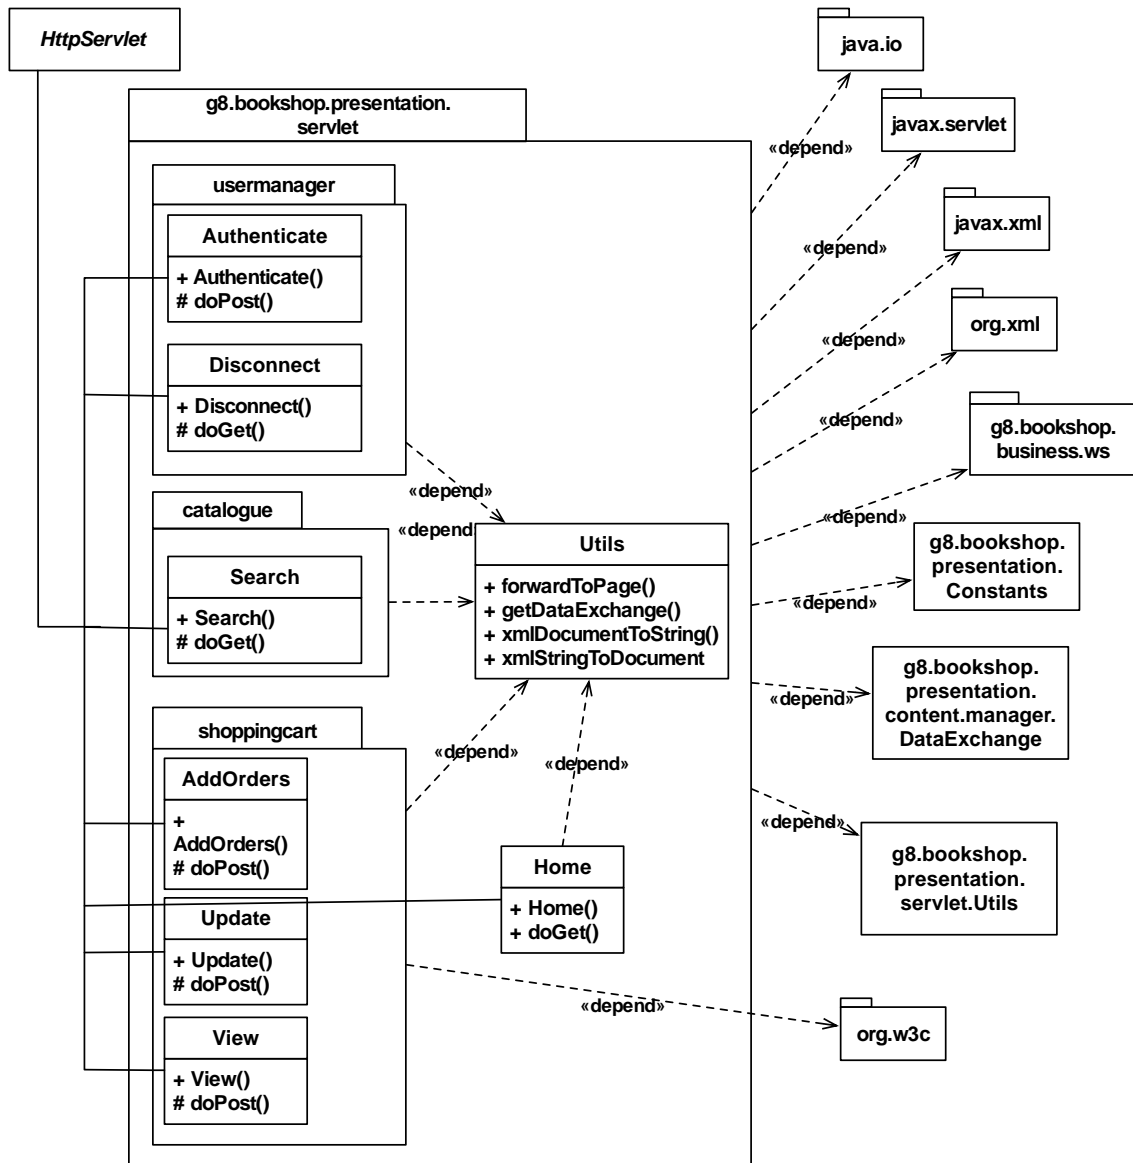 HttpServlet
g8.bookshop.presentation.
servlet
usermanager
Authenticate
+ Authenticate()
# doPost()
Disconnect
+ Disconnect()
# doGet()
catalogue
Search
+ Search()
# doGet()
shoppingcart
AddOrders
+
AddOrders()
# doPost()
Update
+ Update()
# doPost()
View
+ View()
# doPost()
«depend»
«depend»
Utils
+ forwardToPage()
+ getDataExchange()
+ xmlDocumentToString()
+ xmlStringToDocument
«depend»
«depend»
Home
+ Home()
+ doGet()
«depend»
java.io
«depend»
javax.servlet
«depend»
javax.xml
«depend»
org.xml
«depend»
g8.bookshop.
business.ws
«depend»
g8.bookshop.
presentation.
Constants
«depend»
g8.bookshop.
presentation.
content.manager.
DataExchange
«depend»
g8.bookshop.
presentation.
servlet.Utils
«depend»
«depend»
org.w3c